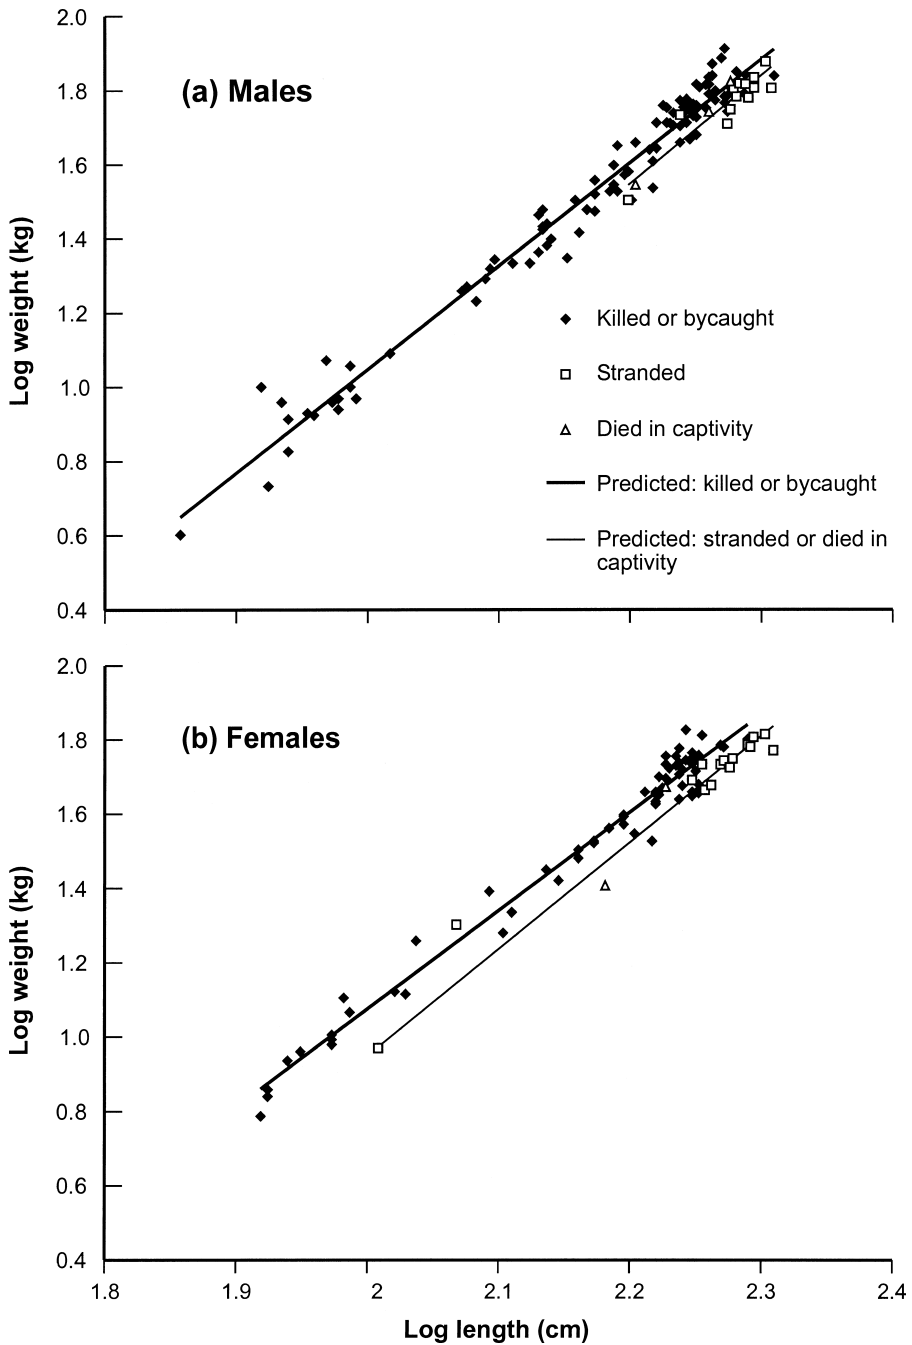 (a) Males
2.0
1.8
1.6
1.4
1.2
1.0
0.8
0.6
0.4
Log weight (kg)
Killed or bycaught
Stranded
Died in captivity
Predicted: killed or bycaught
Predicted: stranded or died in
captivity
(b) Females
2.0
1.8
1.6
1.4
1.2
1.0
0.8
0.6
0.4
Log weight (kg)
1.8 1.9 2 2.1 2.2 2.3 2.4
Log length (cm)